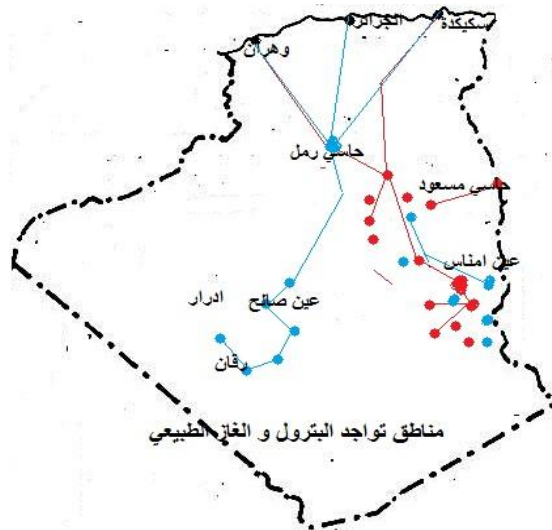 سكيكدة
الجزائر
وهران
حاسي رمل
حاسي مسعود
عين امناس
ادرار
عين صالح
رقان
مناطق تواجد البترول و الغاز الطبيعي